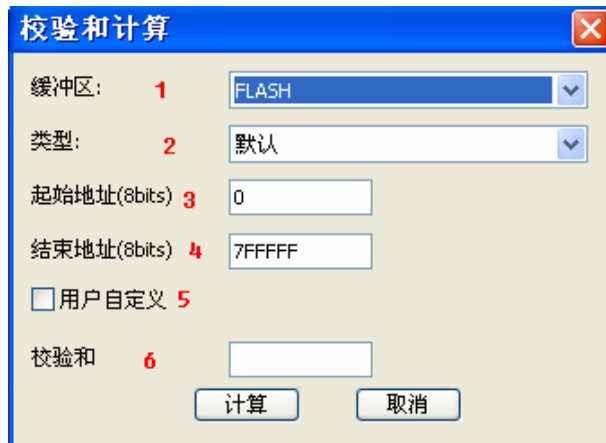 校验和计算
缓冲区: 1 FLASH
类型: 2 默认
起始地址(8bits) 3 0
结束地址(8bits) 4 7FFFFF
用户自定义 5
校验和 6
计算 取消